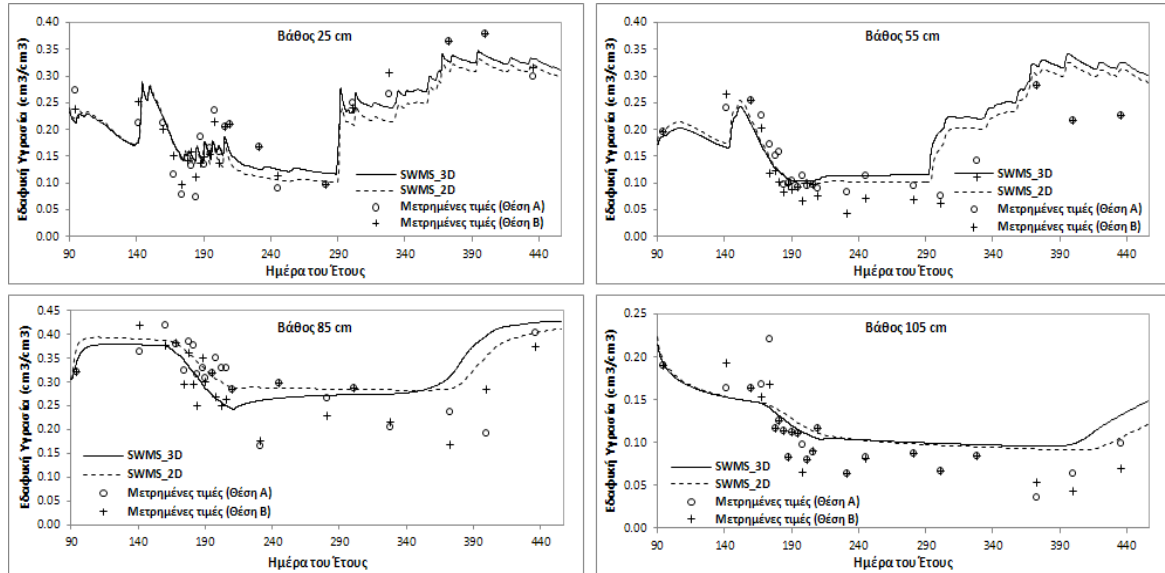 Βάθος 25 cm
Εδαφική Υγρασία (cm3/cm3)
0.40
0.35
0.30
0.25
0.20
0.15
0.10
0.05
0.00
SWMS_3D
SWMS_2D
Μετρημένες τιμές (Θέση Α)
Μετρημένες τιμές (Θέση Β)
90 140 190 240 290 340 390 440
Ημέρα του Έτους
Βάθος 55 cm
Εδαφική Υγρασία (cm3/cm3)
0.40
0.35
0.30
0.25
0.20
0.15
0.10
0.05
0.00
SWMS_3D
SWMS_2D
Μετρημένες τιμές (Θέση Α)
Μετρημένες τιμές (Θέση Β)
90 140 190 240 290 340 390 440
Ημέρα του Έτους
Βάθος 85 cm
Εδαφική Υγρασία (cm3/cm3)
0.45
0.40
0.35
0.30
0.25
0.20
0.15
0.10
0.05
0.00
SWMS_3D
SWMS_2D
Μετρημένες τιμές (Θέση Α)
Μετρημένες τιμές (Θέση Β)
90 140 190 240 290 340 390 440
Ημέρα του Έτους
Βάθος 105 cm
Εδαφική Υγρασία (cm3/cm3)
0.25
0.20
0.15
0.10
0.05
0.00
SWMS_3D
SWMS_2D
Μετρημένες τιμές (Θέση Α)
Μετρημένες τιμές (Θέση Β)
90 140 190 240 290 340 390 440
Ημέρα του Έτους